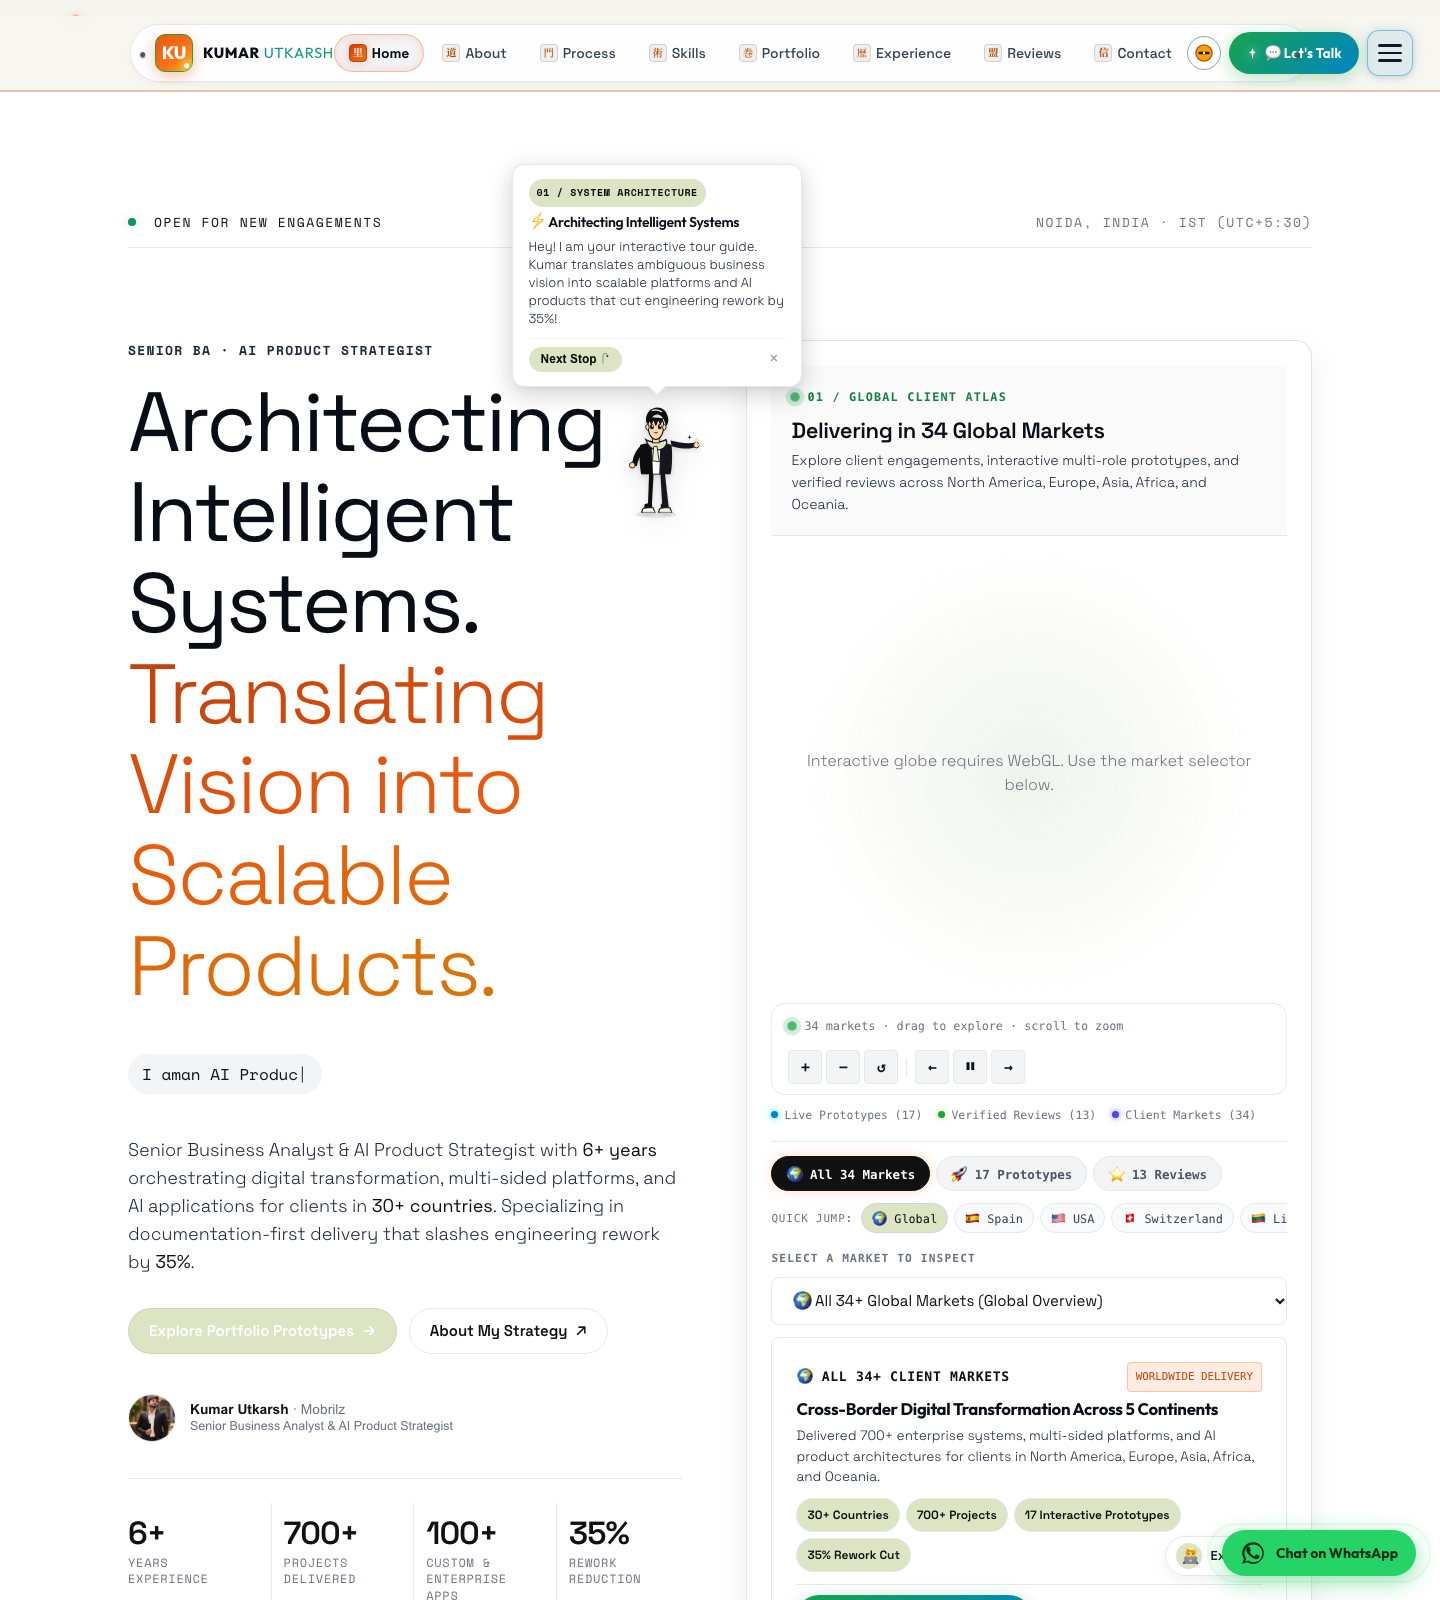 KU KUMAR UTKARSH
里 Home
道 About
門 Process
術 Skills
巻 Portfolio
歴 Experience
盟 Reviews
信 Contact
Let's Talk
OPEN FOR NEW ENGAGEMENTS
NOIDA, INDIA · IST (UTC+5:30)
01 / SYSTEM ARCHITECTURE
⚡ Architecting Intelligent Systems
Hey! I am your interactive tour guide.
Kumar translates ambiguous business
vision into scalable platforms and AI
products that cut engineering rework by
35%!
Next Stop
×
SENIOR BA · AI PRODUCT STRATEGIST
Architecting
Intelligent
Systems.
Translating
Vision into
Scalable
Products.
I aman AI Produc|
Senior Business Analyst & AI Product Strategist with 6+ years
orchestrating digital transformation, multi-sided platforms, and
AI applications for clients in 30+ countries. Specializing in
documentation-first delivery that slashes engineering rework
by 35%.
Explore Portfolio Prototypes →
About My Strategy ↗
Kumar Utkarsh · Mobrilz
Senior Business Analyst & AI Product Strategist
6+
YEARS
EXPERIENCE
700+
PROJECTS
DELIVERED
100+
CUSTOM &
ENTERPRISE
APPS
35%
REWORK
REDUCTION
01 / GLOBAL CLIENT ATLAS
Delivering in 34 Global Markets
Explore client engagements, interactive multi-role prototypes, and
verified reviews across North America, Europe, Asia, Africa, and
Oceania.
Interactive globe requires WebGL. Use the market selector
below.
34 markets · drag to explore · scroll to zoom
+ − ↺ ← ⏸ →
Live Prototypes (17) Verified Reviews (13) Client Markets (34)
🌍 All 34 Markets 🚀 17 Prototypes ⭐ 13 Reviews
QUICK JUMP: 🌍 Global 🇪🇸 Spain 🇺🇸 USA 🇨🇭 Switzerland 🇱🇹 Li
SELECT A MARKET TO INSPECT
🌍 All 34+ Global Markets (Global Overview)
🌍 ALL 34+ CLIENT MARKETS
WORLDWIDE DELIVERY
Cross-Border Digital Transformation Across 5 Continents
Delivered 700+ enterprise systems, multi-sided platforms, and AI
product architectures for clients in North America, Europe, Asia, Africa,
and Oceania.
30+ Countries 700+ Projects 17 Interactive Prototypes
35% Rework Cut
Chat on WhatsApp